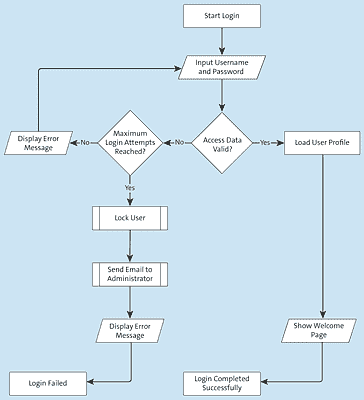 Start Login
Input Username
and Password
Display Error
Message
No
Maximum
Login Attempts
Reached?
No
Access Data
Valid?
Yes
Load User Profile
Yes
Lock User
Send Email to
Administrator
Display Error
Message
Show Welcome
Page
Login Failed
Login Completed
Successfully